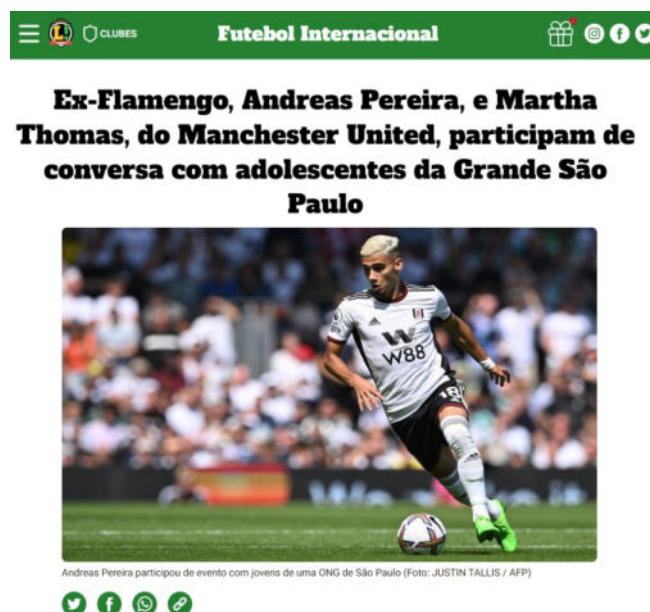 L!
CLUBES
Futebol Internacional
Ex-Flamengo, Andreas Pereira, e Martha
Thomas, do Manchester United, participam de
conversa com adolescentes da Grande São
Paulo
W88
18
Andreas Pereira participou de evento com jovens de uma ONG de São Paulo (Foto: JUSTIN TALLIS / AFP)